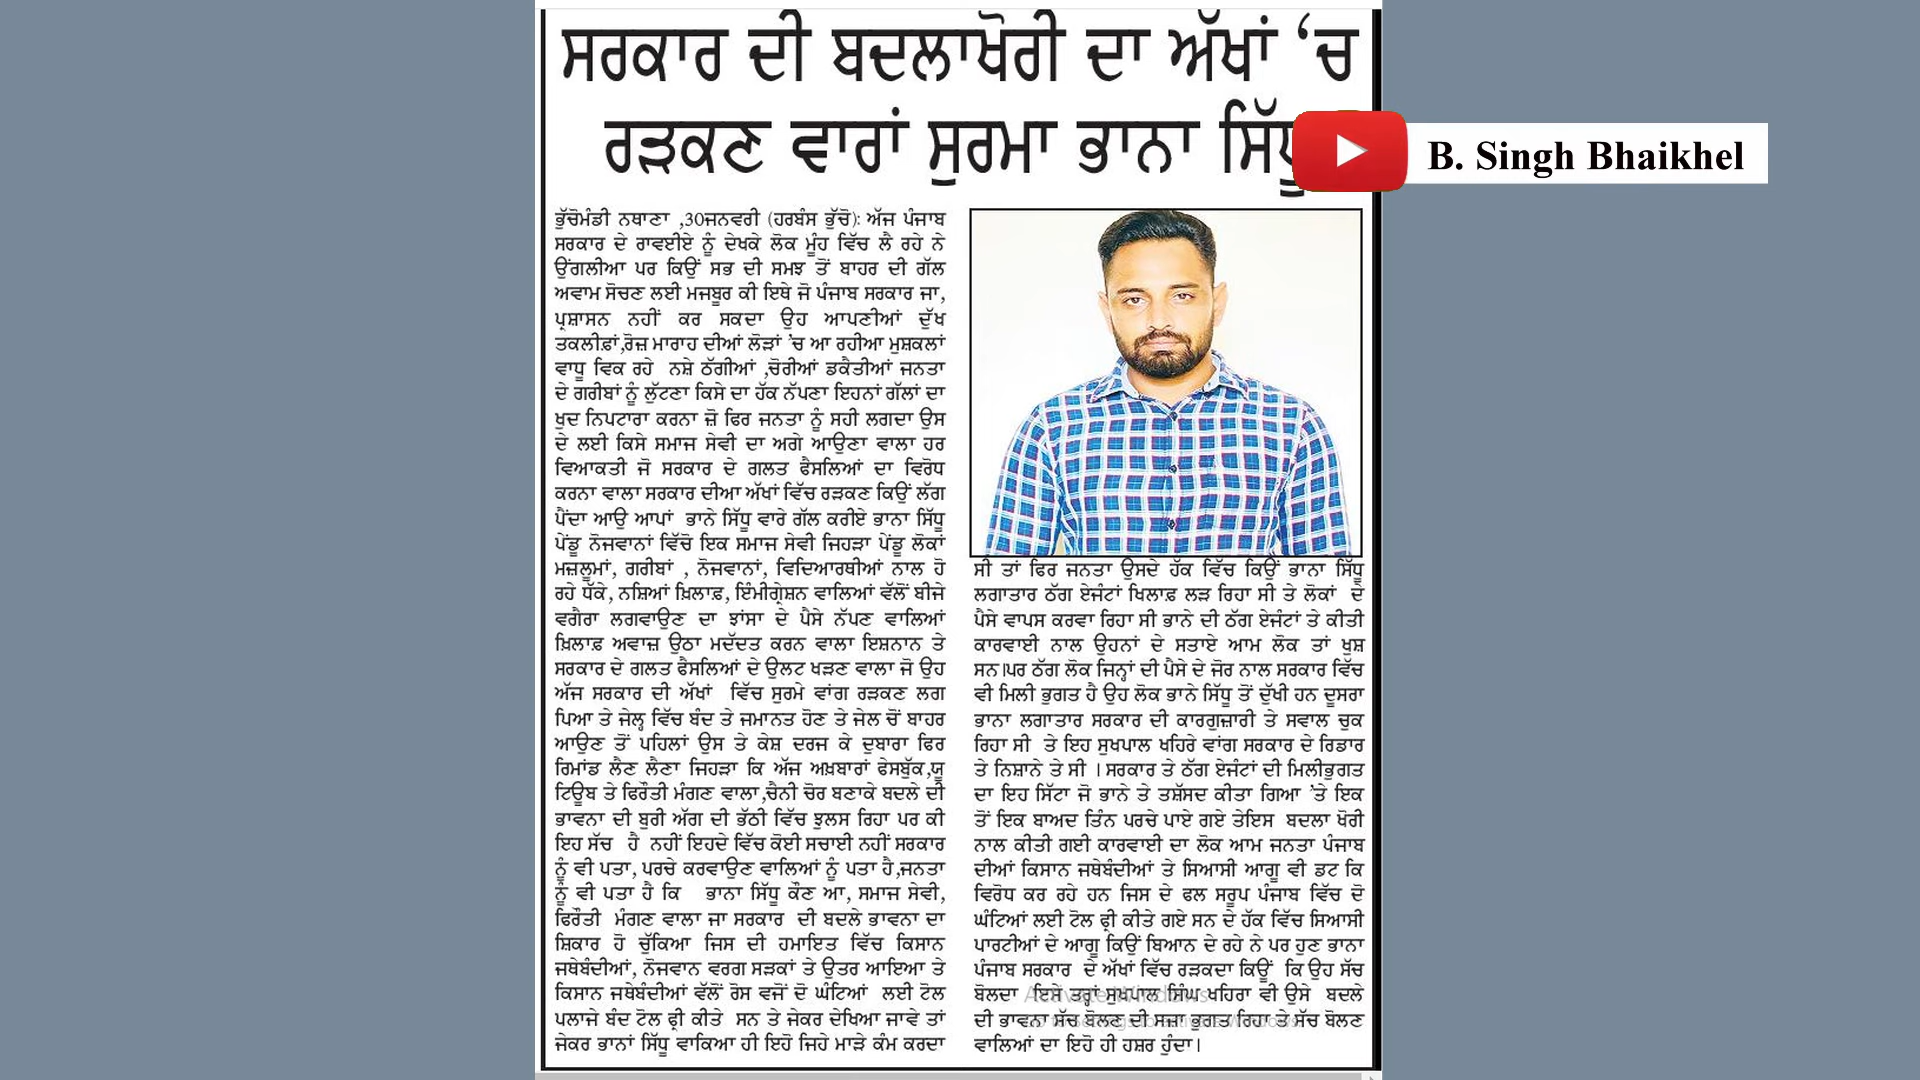 ਸਰਕਾਰ ਦੀ ਬਦਲਾਖੋਰੀ ਦਾ ਅੱਖਾਂ ‘ਚ
ਰੜਕਣ ਵਾਰਾਂ ਸੁਰਮਾ ਭਾਨਾ ਸਿੱਧੂ
B. Singh Bhaikhel
ਭੁੱਚੋਮੰਡੀ ਨਥਾਣਾ ,30ਜਨਵਰੀ (ਹਰਬੰਸ ਭੁੱਚੋ): ਅੱਜ ਪੰਜਾਬ
ਸਰਕਾਰ ਦੇ ਰਾਵਈਏ ਨੂੰ ਦੇਖਕੇ ਲੋਕ ਮੂੰਹ ਵਿੱਚ ਲੈ ਰਹੇ ਨੇ
ਉਂਗਲੀਆ ਪਰ ਕਿਉਂ ਸਭ ਦੀ ਸਮਝ ਤੋਂ ਬਾਹਰ ਦੀ ਗੱਲ
ਅਵਾਮ ਸੋਚਣ ਲਈ ਮਜਬੂਰ ਕੀ ਇਥੇ ਜੋ ਪੰਜਾਬ ਸਰਕਾਰ ਜਾ,
ਪ੍ਰਸ਼ਾਸਨ ਨਹੀਂ ਕਰ ਸਕਦਾ ਉਹ ਆਪਣੀਆਂ ਦੁੱਖ
ਤਕਲੀਫ਼ਾਂ,ਰੋਜ਼ ਮਾਰਾਹ ਦੀਆਂ ਲੋੜਾਂ ’ਚ ਆ ਰਹੀਆ ਮੁਸ਼ਕਲਾਂ
ਵਾਧੂ ਵਿਕ ਰਹੇ ਨਸ਼ੇ ਠੱਗੀਆਂ ,ਚੋਰੀਆਂ ਡਕੈਤੀਆਂ ਜਨਤਾ
ਦੇ ਗਰੀਬਾਂ ਨੂੰ ਲੁੱਟਣਾ ਕਿਸੇ ਦਾ ਹੱਕ ਨੱਪਣਾ ਇਹਨਾਂ ਗੱਲਾਂ ਦਾ
ਖੁਦ ਨਿਪਟਾਰਾ ਕਰਨਾ ਜ਼ੋ ਫਿਰ ਜਨਤਾ ਨੂੰ ਸਹੀ ਲਗਦਾ ਉਸ
ਦੇ ਲਈ ਕਿਸੇ ਸਮਾਜ ਸੇਵੀ ਦਾ ਅਗੇ ਆਉਣਾ ਵਾਲਾ ਹਰ
ਵਿਆਕਤੀ ਜੋ ਸਰਕਾਰ ਦੇ ਗਲਤ ਫੈਸਲਿਆਂ ਦਾ ਵਿਰੋਧ
ਕਰਨਾ ਵਾਲਾ ਸਰਕਾਰ ਦੀਆ ਅੱਖਾਂ ਵਿੱਚ ਰੜਕਣ ਕਿਉਂ ਲੱਗ
ਪੈਂਦਾ ਆਉ ਆਪਾਂ ਭਾਨੇ ਸਿੱਧੂ ਵਾਰੇ ਗੱਲ ਕਰੀਏ ਭਾਨਾ ਸਿੱਧੂ
ਪੇਂਡੂ ਨੋਜਵਾਨਾਂ ਵਿੱਚੋ ਇਕ ਸਮਾਜ ਸੇਵੀ ਜਿਹੜਾ ਪੇਂਡੂ ਲੋਕਾਂ
ਮਜ਼ਲੂਮਾਂ, ਗਰੀਬਾਂ , ਨੋਜਵਾਨਾਂ, ਵਿਦਿਆਰਥੀਆਂ ਨਾਲ ਹੋ
ਰਹੇ ਧੱਕੇ, ਨਸ਼ਿਆਂ ਖ਼ਿਲਾਫ਼, ਇੰਮੀਗ੍ਰੇਸ਼ਨ ਵਾਲਿਆਂ ਵੱਲੋਂ ਬੀਜੇ
ਵਗੈਰਾ ਲਗਵਾਉਣ ਦਾ ਝਾਂਸਾ ਦੇ ਪੈਸੇ ਨੱਪਣ ਵਾਲਿਆਂ
ਖ਼ਿਲਾਫ਼ ਅਵਾਜ਼ ਉਠਾ ਮਦੱਦਤ ਕਰਨ ਵਾਲਾ ਇਸ਼ਨਾਨ ਤੇ
ਸਰਕਾਰ ਦੇ ਗਲਤ ਫੈਸਲਿਆਂ ਦੇ ਉਲਟ ਖੜਣ ਵਾਲਾ ਜੋ ਉਹ
ਅੱਜ ਸਰਕਾਰ ਦੀ ਅੱਖਾਂ ਵਿੱਚ ਸੁਰਮੇ ਵਾਂਗ ਰੜਕਣ ਲਗ
ਪਿਆ ਤੇ ਜੇਲ੍ਹ ਵਿੱਚ ਬੰਦ ਤੇ ਜਮਾਨਤ ਹੋਣ ਤੇ ਜੇਲ ਚੋਂ ਬਾਹਰ
ਆਉਣ ਤੋਂ ਪਹਿਲਾਂ ਉਸ ਤੇ ਕੇਸ਼ ਦਰਜ ਕੇ ਦੁਬਾਰਾ ਫਿਰ
ਰਿਮਾਂਡ ਲੈਣ ਲੈਣਾ ਜਿਹੜਾ ਕਿ ਅੱਜ ਅਖ਼ਬਾਰਾਂ ਫੇਸਬੁੱਕ,ਯੂ
ਟਿਊਬ ਤੇ ਫਿਰੌਤੀ ਮੰਗਣ ਵਾਲਾ,ਚੈਨੀ ਚੋਰ ਬਣਾਕੇ ਬਦਲੇ ਦੀ
ਭਾਵਨਾ ਦੀ ਬੁਰੀ ਅੱਗ ਦੀ ਭੱਠੀ ਵਿੱਚ ਝੁਲਸ ਰਿਹਾ ਪਰ ਕੀ
ਇਹ ਸੱਚ ਹੈ ਨਹੀਂ ਇਹਦੇ ਵਿੱਚ ਕੋਈ ਸਚਾਈ ਨਹੀਂ ਸਰਕਾਰ
ਨੂੰ ਵੀ ਪਤਾ, ਪਰਚੇ ਕਰਵਾਉਣ ਵਾਲਿਆਂ ਨੂੰ ਪਤਾ ਹੈ,ਜਨਤਾ
ਨੂੰ ਵੀ ਪਤਾ ਹੈ ਕਿ ਭਾਨਾ ਸਿੱਧੂ ਕੌਣ ਆ, ਸਮਾਜ ਸੇਵੀ,
ਫਿਰੌਤੀ ਮੰਗਣ ਵਾਲਾ ਜਾ ਸਰਕਾਰ ਦੀ ਬਦਲੇ ਭਾਵਨਾ ਦਾ
ਸ਼ਿਕਾਰ ਹੋ ਚੁੱਕਿਆ ਜਿਸ ਦੀ ਹਮਾਇਤ ਵਿੱਚ ਕਿਸਾਨ
ਜਥੇਬੰਦੀਆਂ, ਨੋਜਵਾਨ ਵਰਗ ਸੜਕਾਂ ਤੇ ਉਤਰ ਆਇਆ ਤੇ
ਕਿਸਾਨ ਜਥੇਬੰਦੀਆਂ ਵੱਲੋਂ ਰੋਸ ਵਜੋਂ ਦੋ ਘੰਟਿਆਂ ਲਈ ਟੋਲ
ਪਲਾਜੇ ਬੰਦ ਟੋਲ ਫ੍ਰੀ ਕੀਤੇ ਸਨ ਤੇ ਜੇਕਰ ਦੇਖਿਆ ਜਾਵੇ ਤਾਂ
ਜੇਕਰ ਭਾਨਾਂ ਸਿੱਧੂ ਵਾਕਿਆ ਹੀ ਇਹੋ ਜਿਹੇ ਮਾੜੇ ਕੰਮ ਕਰਦਾ
ਸੀ ਤਾਂ ਫਿਰ ਜਨਤਾ ਉਸਦੇ ਹੱਕ ਵਿੱਚ ਕਿਉਂ ਭਾਨਾ ਸਿੱਧੂ
ਲਗਾਤਾਰ ਠੱਗ ਏਜੰਟਾਂ ਖਿਲਾਫ਼ ਲੜ ਰਿਹਾ ਸੀ ਤੇ ਲੋਕਾਂ ਦੇ
ਪੈਸੇ ਵਾਪਸ ਕਰਵਾ ਰਿਹਾ ਸੀ ਭਾਨੇ ਦੀ ਠੱਗ ਏਜੰਟਾਂ ਤੇ ਕੀਤੀ
ਕਾਰਵਾਈ ਨਾਲ ਉਹਨਾਂ ਦੇ ਸਤਾਏ ਆਮ ਲੋਕ ਤਾਂ ਖੁਸ਼
ਸਨ।ਪਰ ਠੱਗ ਲੋਕ ਜਿਨ੍ਹਾਂ ਦੀ ਪੈਸੇ ਦੇ ਜੋਰ ਨਾਲ ਸਰਕਾਰ ਵਿੱਚ
ਵੀ ਮਿਲੀ ਭੁਗਤ ਹੈ ਉਹ ਲੋਕ ਭਾਨੇ ਸਿੱਧੂ ਤੋਂ ਦੁੱਖੀ ਹਨ ਦੂਸਰਾ
ਭਾਨਾ ਲਗਾਤਾਰ ਸਰਕਾਰ ਦੀ ਕਾਰਗੁਜ਼ਾਰੀ ਤੇ ਸਵਾਲ ਚੁਕ
ਰਿਹਾ ਸੀ ਤੇ ਇਹ ਸੁਖਪਾਲ ਖਹਿਰੇ ਵਾਂਗ ਸਰਕਾਰ ਦੇ ਰਿਡਾਰ
ਤੇ ਨਿਸ਼ਾਨੇ ਤੇ ਸੀ । ਸਰਕਾਰ ਤੇ ਠੱਗ ਏਜੰਟਾਂ ਦੀ ਮਿਲੀਭੁਗਤ
ਦਾ ਇਹ ਸਿੱਟਾ ਜੋ ਭਾਨੇ ਤੇ ਤਸ਼ੱਸਦ ਕੀਤਾ ਗਿਆ ’ਤੇ ਇਕ
ਤੋਂ ਇਕ ਬਾਅਦ ਤਿੰਨ ਪਰਚੇ ਪਾਏ ਗਏ ਤੇਇਸ ਬਦਲਾ ਖੋਰੀ
ਨਾਲ ਕੀਤੀ ਗਈ ਕਾਰਵਾਈ ਦਾ ਲੋਕ ਆਮ ਜਨਤਾ ਪੰਜਾਬ
ਦੀਆਂ ਕਿਸਾਨ ਜਥੇਬੰਦੀਆਂ ਤੇ ਸਿਆਸੀ ਆਗੂ ਵੀ ਡਟ ਕਿ
ਵਿਰੋਧ ਕਰ ਰਹੇ ਹਨ ਜਿਸ ਦੇ ਫਲ ਸਰੂਪ ਪੰਜਾਬ ਵਿੱਚ ਦੋ
ਘੰਟਿਆਂ ਲਈ ਟੋਲ ਫ੍ਰੀ ਕੀਤੇ ਗਏ ਸਨ ਦੇ ਹੱਕ ਵਿੱਚ ਸਿਆਸੀ
ਪਾਰਟੀਆਂ ਦੇ ਆਗੂ ਕਿਉਂ ਬਿਆਨ ਦੇ ਰਹੇ ਨੇ ਪਰ ਹੁਣ ਭਾਨਾ
ਪੰਜਾਬ ਸਰਕਾਰ ਦੇ ਅੱਖਾਂ ਵਿੱਚ ਰੜਕਦਾ ਕਿਊਂ ਕਿ ਉਹ ਸੱਚ
ਬੋਲਦਾ ਇਸੇ ਤਰ੍ਹਾਂ ਸੁਖਪਾਲ ਸਿੰਘ ਖਹਿਰਾ ਵੀ ਉਸੇ ਬਦਲੇ
ਦੀ ਭਾਵਨਾ ਸੱਚ ਬੋਲਣ ਦੀ ਸਜ਼ਾ ਭੁਗਤ ਰਿਹਾ ਤੇ ਸੱਚ ਬੋਲਣ
ਵਾਲਿਆਂ ਦਾ ਇਹੋ ਹੀ ਹਸ਼ਰ ਹੁੰਦਾ।
Activate Windows
Go to Settings to activate Windows.